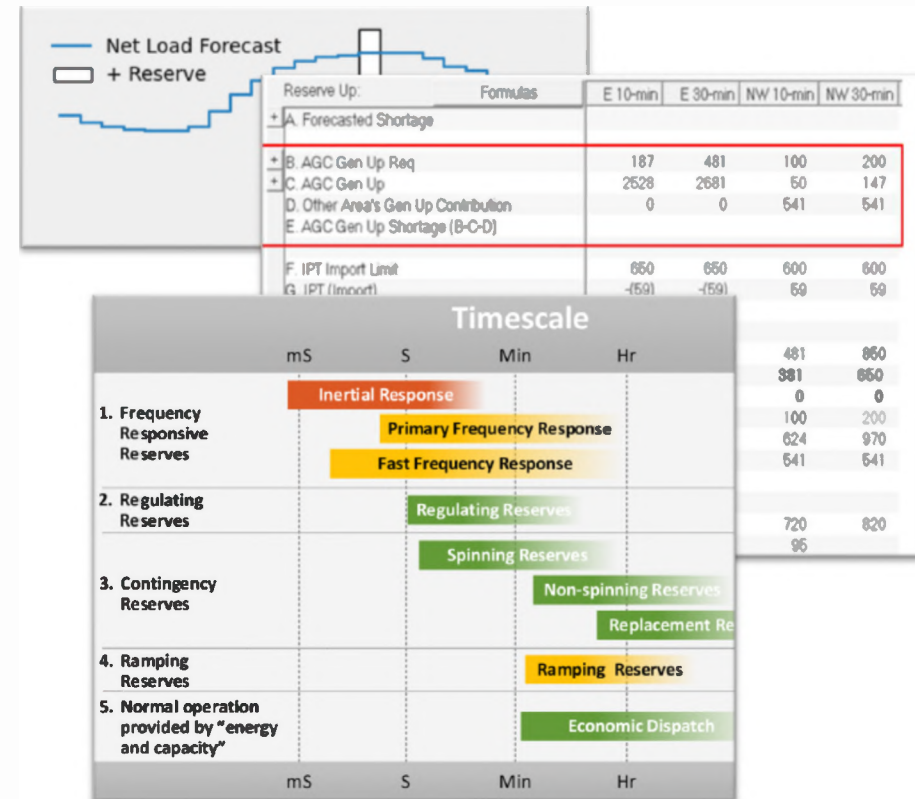 Net Load Forecast
+ Reserve
Reserve Up: Formulas E 10-min E 30-min NW 10-min NW 30-min
+ A. Forecasted Shortage
+ B. AGC Gen Up Req 187 481 100 200
+ C. AGC Gen Up 2528 2681 50 147
D. Other Area's Gen Up Contribution 0 0 541 541
E. AGC Gen Up Shortage (B-C-D)
F. IPT Import Limit 650 650 600 600
G. IPT (Import) -(59) -(59) 59 59
481 850
381 650
0 0
100 200
624 970
541 541
720 820
95
Timescale
mS S Min Hr
1. Frequency
Responsive
Reserves
Inertial Response
Primary Frequency Response
Fast Frequency Response
2. Regulating
Reserves
Regulating Reserves
3. Contingency
Reserves
Spinning Reserves
Non-spinning Reserves
Replacement Re
4. Ramping
Reserves
Ramping Reserves
5. Normal operation
provided by "energy
and capacity"
Economic Dispatch
mS S Min Hr